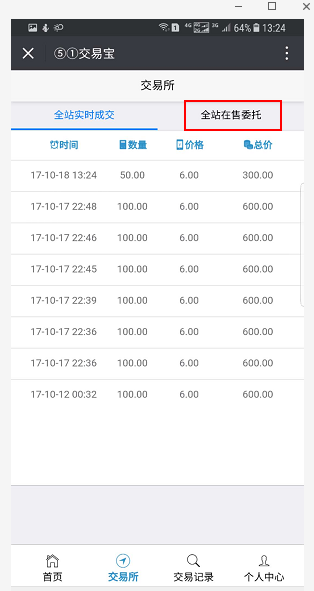 64% 13:24
⑤①交易宝
交易所
全站实时成交 全站在售委托
时间 数量 价格 总价
17-10-18 13:24 50.00 6.00 300.00
17-10-17 22:48 100.00 6.00 600.00
17-10-17 22:46 100.00 6.00 600.00
17-10-17 22:45 100.00 6.00 600.00
17-10-17 22:39 100.00 6.00 600.00
17-10-17 22:36 100.00 6.00 600.00
17-10-17 22:36 100.00 6.00 600.00
17-10-12 00:32 100.00 6.00 600.00
首页 交易所 交易记录 个人中心